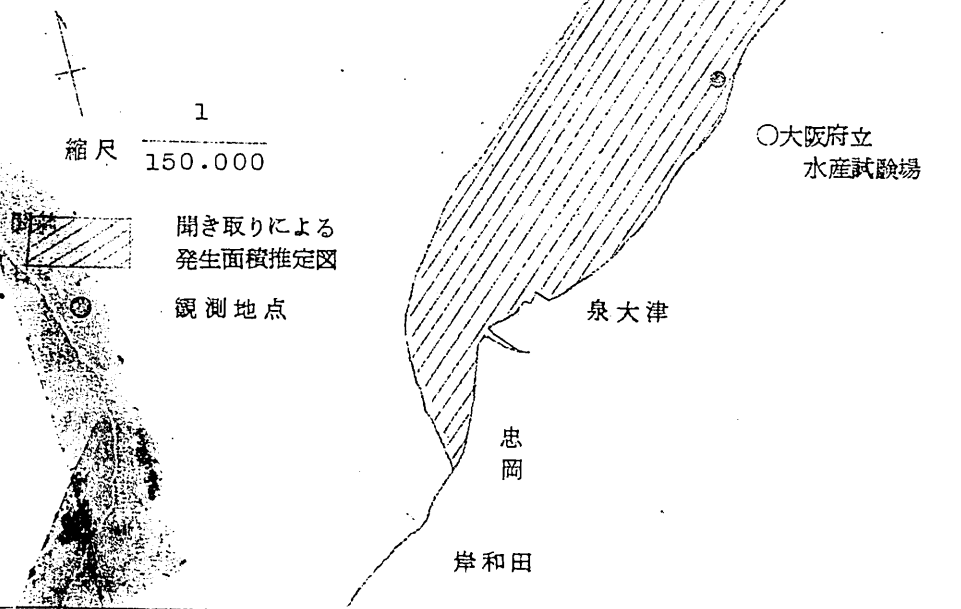 縮尺 1
150.000
聞き取りによる
発生面積推定図
観測地点
○大阪府立
水産試験場
泉大津
忠岡
岸和田